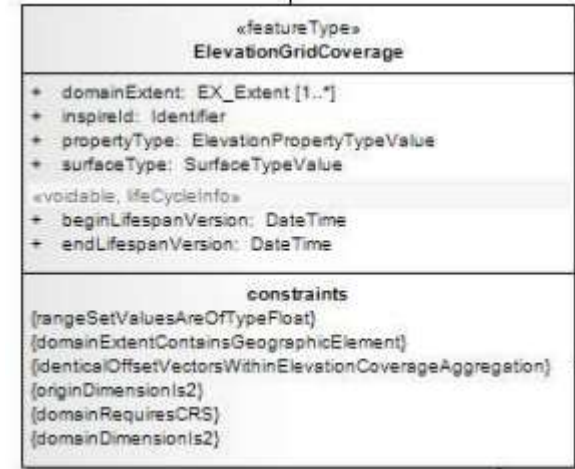 «featureType»
ElevationGridCoverage
+ domainExtent: EX_Extent [1..*]
+ inspireId: Identifier
+ propertyType: ElevationPropertyTypeValue
+ surfaceType: SurfaceTypeValue
«voidable, lifeCycleInfo»
+ beginLifespanVersion: DateTime
+ endLifespanVersion: DateTime
constraints
{rangeSetValuesAreOfTypeFloat}
{domainExtentContainsGeographicElement}
{identicalOffsetVectorsWithinElevationCoverageAggregation}
{originDimensionIs2}
{domainRequiresCRS}
{domainDimensionIs2}